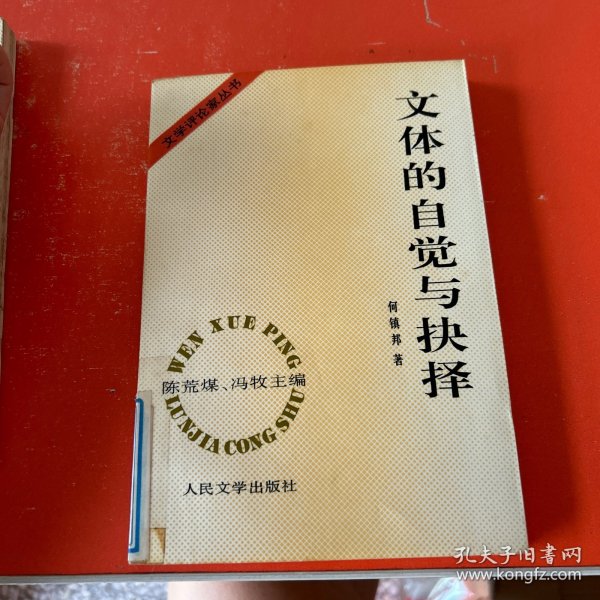 文学评论家丛书
文体的自觉与抉择
何镇邦 著
WEN XUE PING
陈荒煤、冯牧主编
LUNJIA CONG SHU
人民文学出版社
孔夫子旧书网
www.kongfz.com